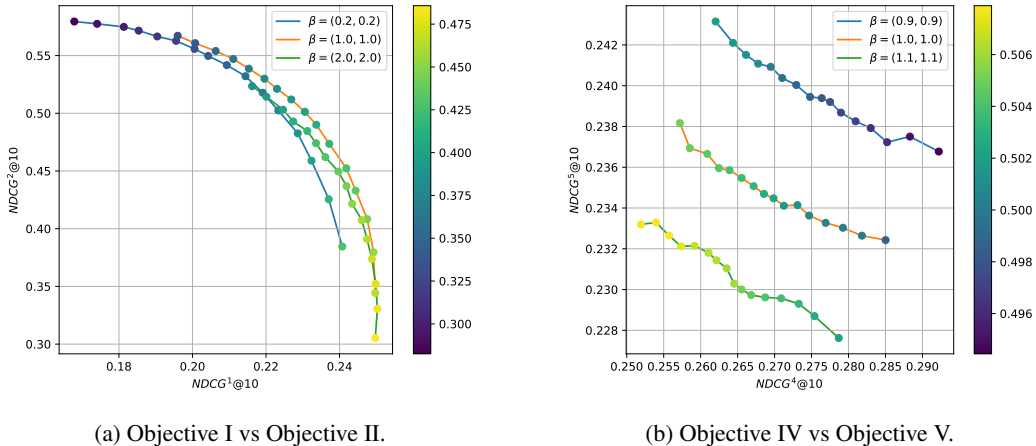 0.55
0.50
0.45
0.40
0.35
0.30
NDCG²@10
0.18 0.20 0.22 0.24
NDCG¹@10
β = (0.2, 0.2)
β = (1.0, 1.0)
β = (2.0, 2.0)
0.475
0.450
0.425
0.400
0.375
0.350
0.325
0.300
(a) Objective I vs Objective II.
0.242
0.240
0.238
0.236
0.234
0.232
0.230
0.228
NDCG⁵@10
0.250 0.255 0.260 0.265 0.270 0.275 0.280 0.285 0.290
NDCG⁴@10
β = (0.9, 0.9)
β = (1.0, 1.0)
β = (1.1, 1.1)
0.506
0.504
0.502
0.500
0.498
0.496
(b) Objective IV vs Objective V.